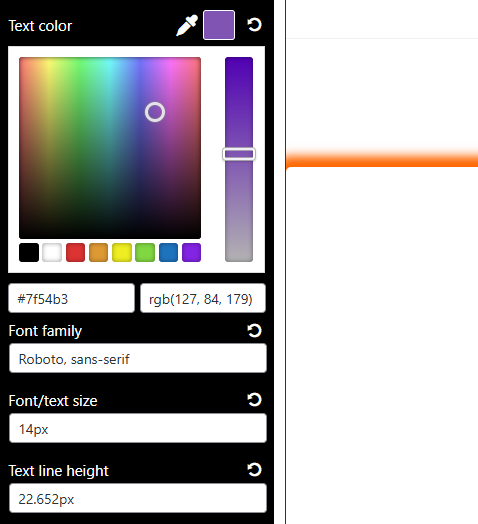 Text color
#7f54b3
rgb(127, 84, 179)
Font family
Roboto, sans-serif
Font/text size
14px
Text line height
22.652px